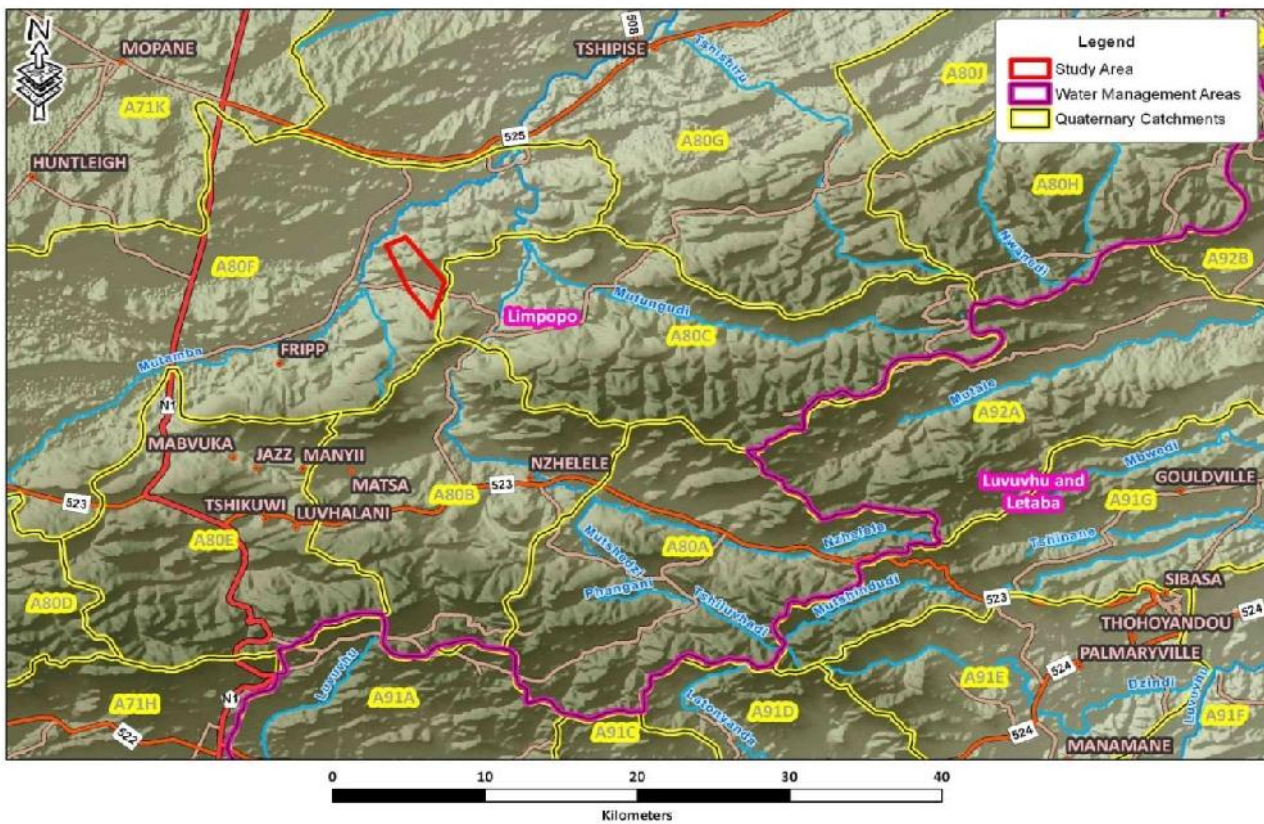 N
MOPANE
508
TSHIPISE
Tshishiru
Legend
Study Area
Water Management Areas
Quaternary Catchments
A80J
A71K
525
A80G
HUNTLEIGH
A80H
Nwanedi
A92B
A80F
Limpopo
Mufungudi
A80C
Mutamba
FRIPP
Mutale
A92A
N1
MABVUKA
JAZZ
MANYII
MATSA
NZHELELE
Mbwedi
GOULDVILLE
Luvuvhu and
Letaba
A91G
523
TSHIKUWI
LUVHALANI
A80B
523
A80E
Mutshedzi
A80A
Nzhelele
Tshinane
Phangani
Tshiluvhadi
Mutshindudi
SIBASA
A80D
523
THOHOYANDOU
524
PALMARYVILLE
Luvuvhu
A91A
A71H
N1
A91E
524
Dzindi
Luvuvhu
A91F
Lotonyanda
A91D
A91C
522
524
MANAMANE
0 10 20 30 40
Kilometers